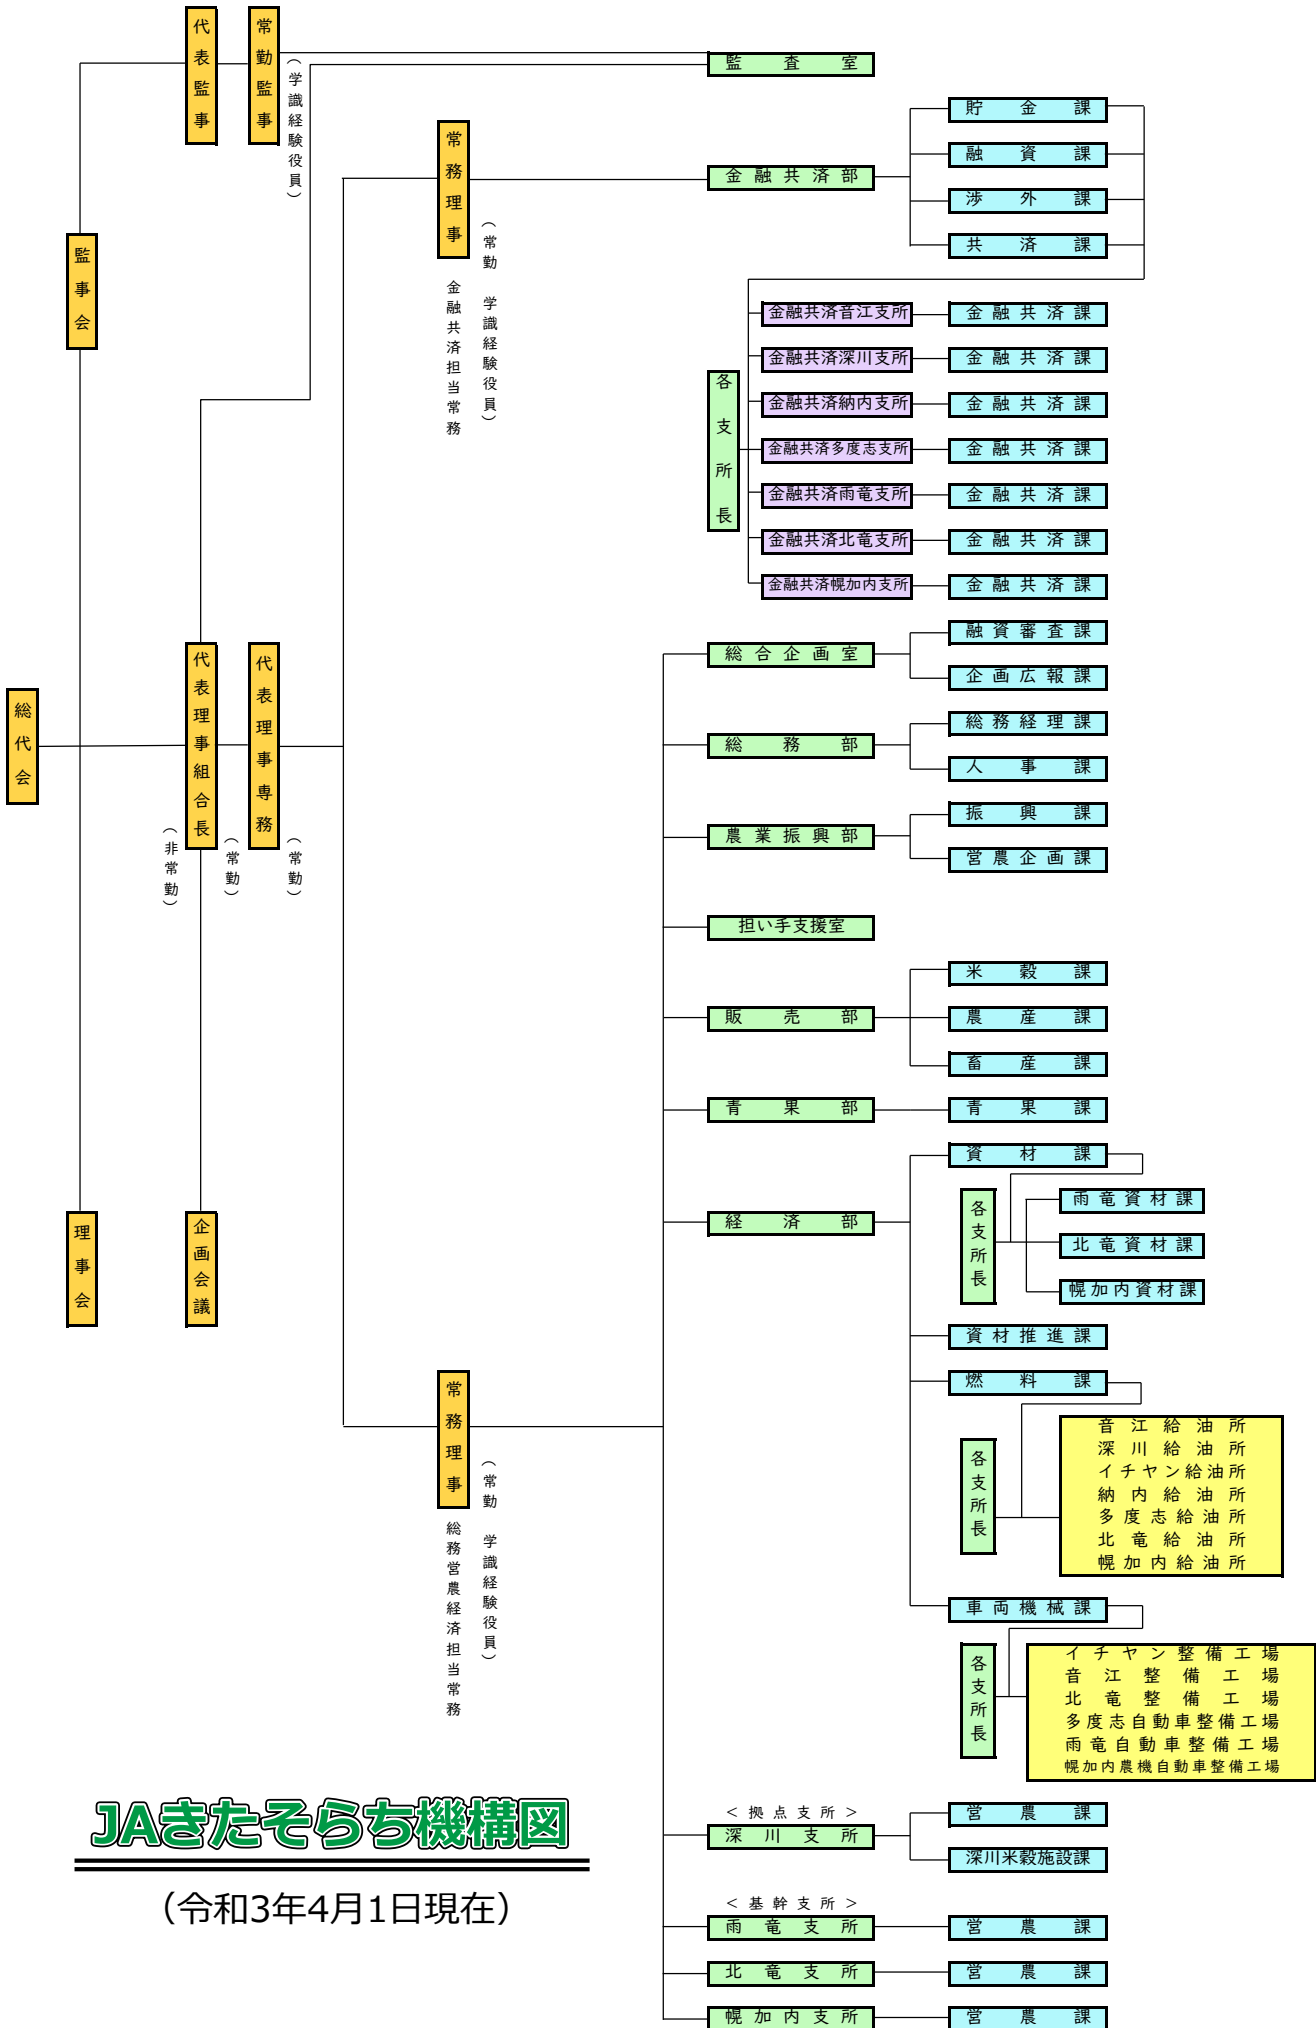 代表監事
常勤監事
（学識経験役員）
監査室
監事会
常務理事
（常勤　学識経験役員）
金融共済担当常務
金融共済部
貯金課
融資課
渉外課
共済課
各支所長
金融共済音江支所
金融共済課
金融共済深川支所
金融共済課
金融共済納内支所
金融共済課
金融共済多度志支所
金融共済課
金融共済雨竜支所
金融共済課
金融共済北竜支所
金融共済課
金融共済幌加内支所
金融共済課
総代会
代表理事組合長
（非常勤）
（常勤）
代表理事専務
（常勤）
理事会
企画会議
総合企画室
融資審査課
企画広報課
総務部
総務経理課
人事課
農業振興部
振興課
営農企画課
担い手支援室
販売部
米穀課
農産課
畜産課
青果部
青果課
経済部
資材課
各支所長
雨竜資材課
北竜資材課
幌加内資材課
資材推進課
燃料課
各支所長
音江給油所
深川給油所
イチヤン給油所
納内給油所
多度志給油所
北竜給油所
幌加内給油所
車両機械課
各支所長
イチヤン整備工場
音江整備工場
北竜整備工場
多度志自動車整備工場
雨竜自動車整備工場
幌加内農機自動車整備工場
常務理事
（常勤　学識経験役員）
総務営農経済担当常務
＜拠点支所＞
深川支所
営農課
深川米穀施設課
＜基幹支所＞
雨竜支所
営農課
北竜支所
営農課
幌加内支所
営農課
JAきたそらち機構図
（令和3年4月1日現在）